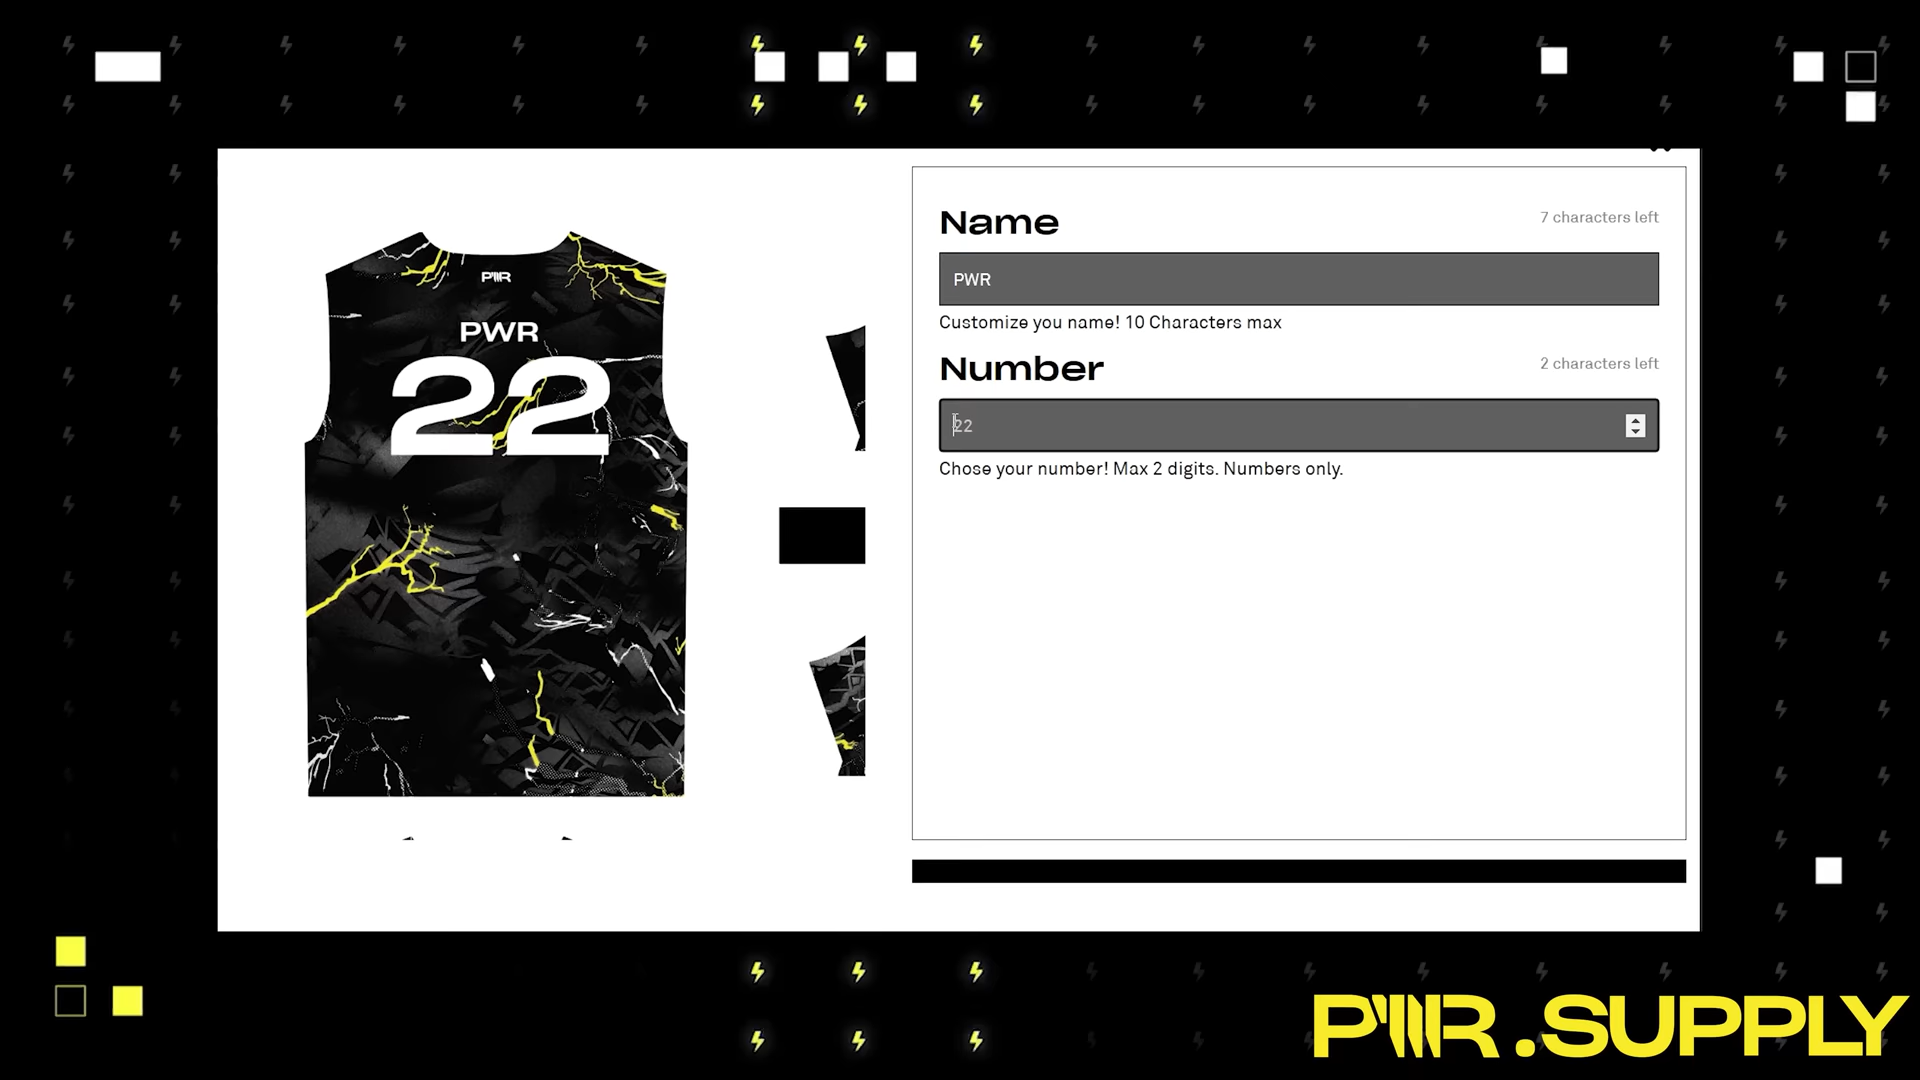 PWR
PWR
22
Name
7 characters left
PWR
Customize you name! 10 Characters max
Number
2 characters left
22
Chose your number! Max 2 digits. Numbers only.
PWR.SUPPLY